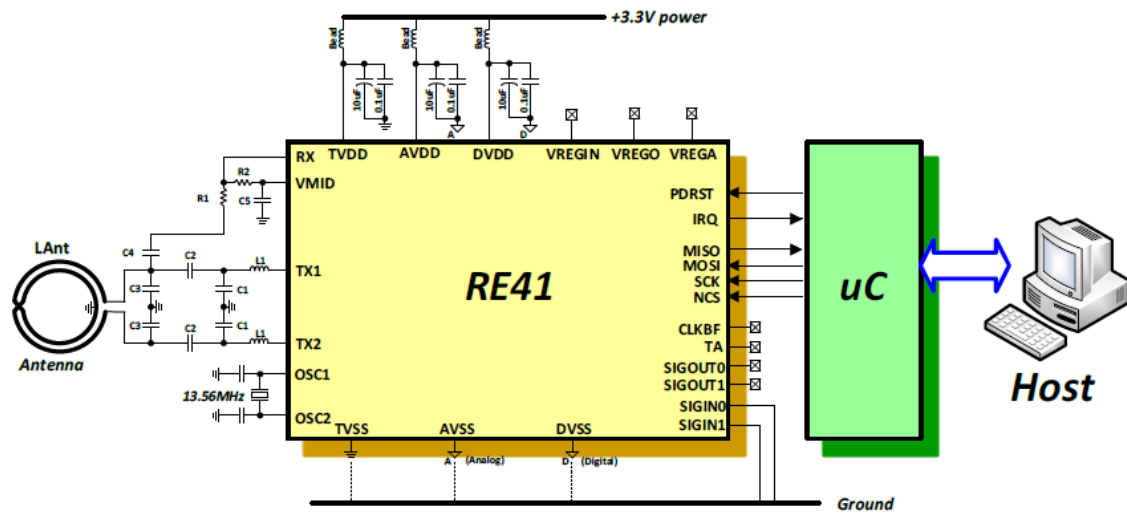 +3.3V power
Bead
Bead
Bead
10uF
0.1uF
10uF
0.1uF
10uF
0.1uF
A
D
RX
TVDD
AVDD
DVDD
VREGIN
VREGO
VREGA
R2
VMID
R1
C5
PDRST
IRQ
LAnt
C4
C2
L1
TX1
MISO
MOSI
SCK
NCS
RE41
uC
C3
C1
C3
C1
C2
L1
TX2
CLKBF
TA
SIGOUT0
SIGOUT1
SIGIN0
SIGIN1
Antenna
OSC1
13.56MHz
OSC2
Host
TVSS
AVSS
DVSS
A
(Analog)
D
(Digital)
Ground